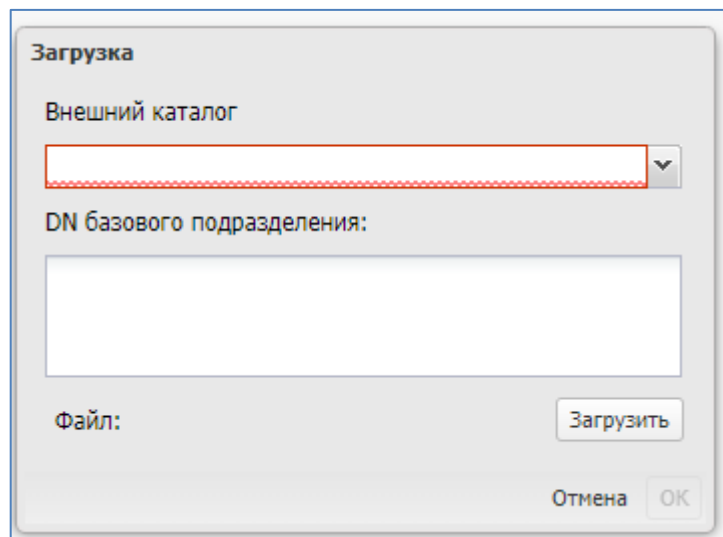 Загрузка
Внешний каталог
DN базового подразделения:
Файл: Загрузить
Отмена OK